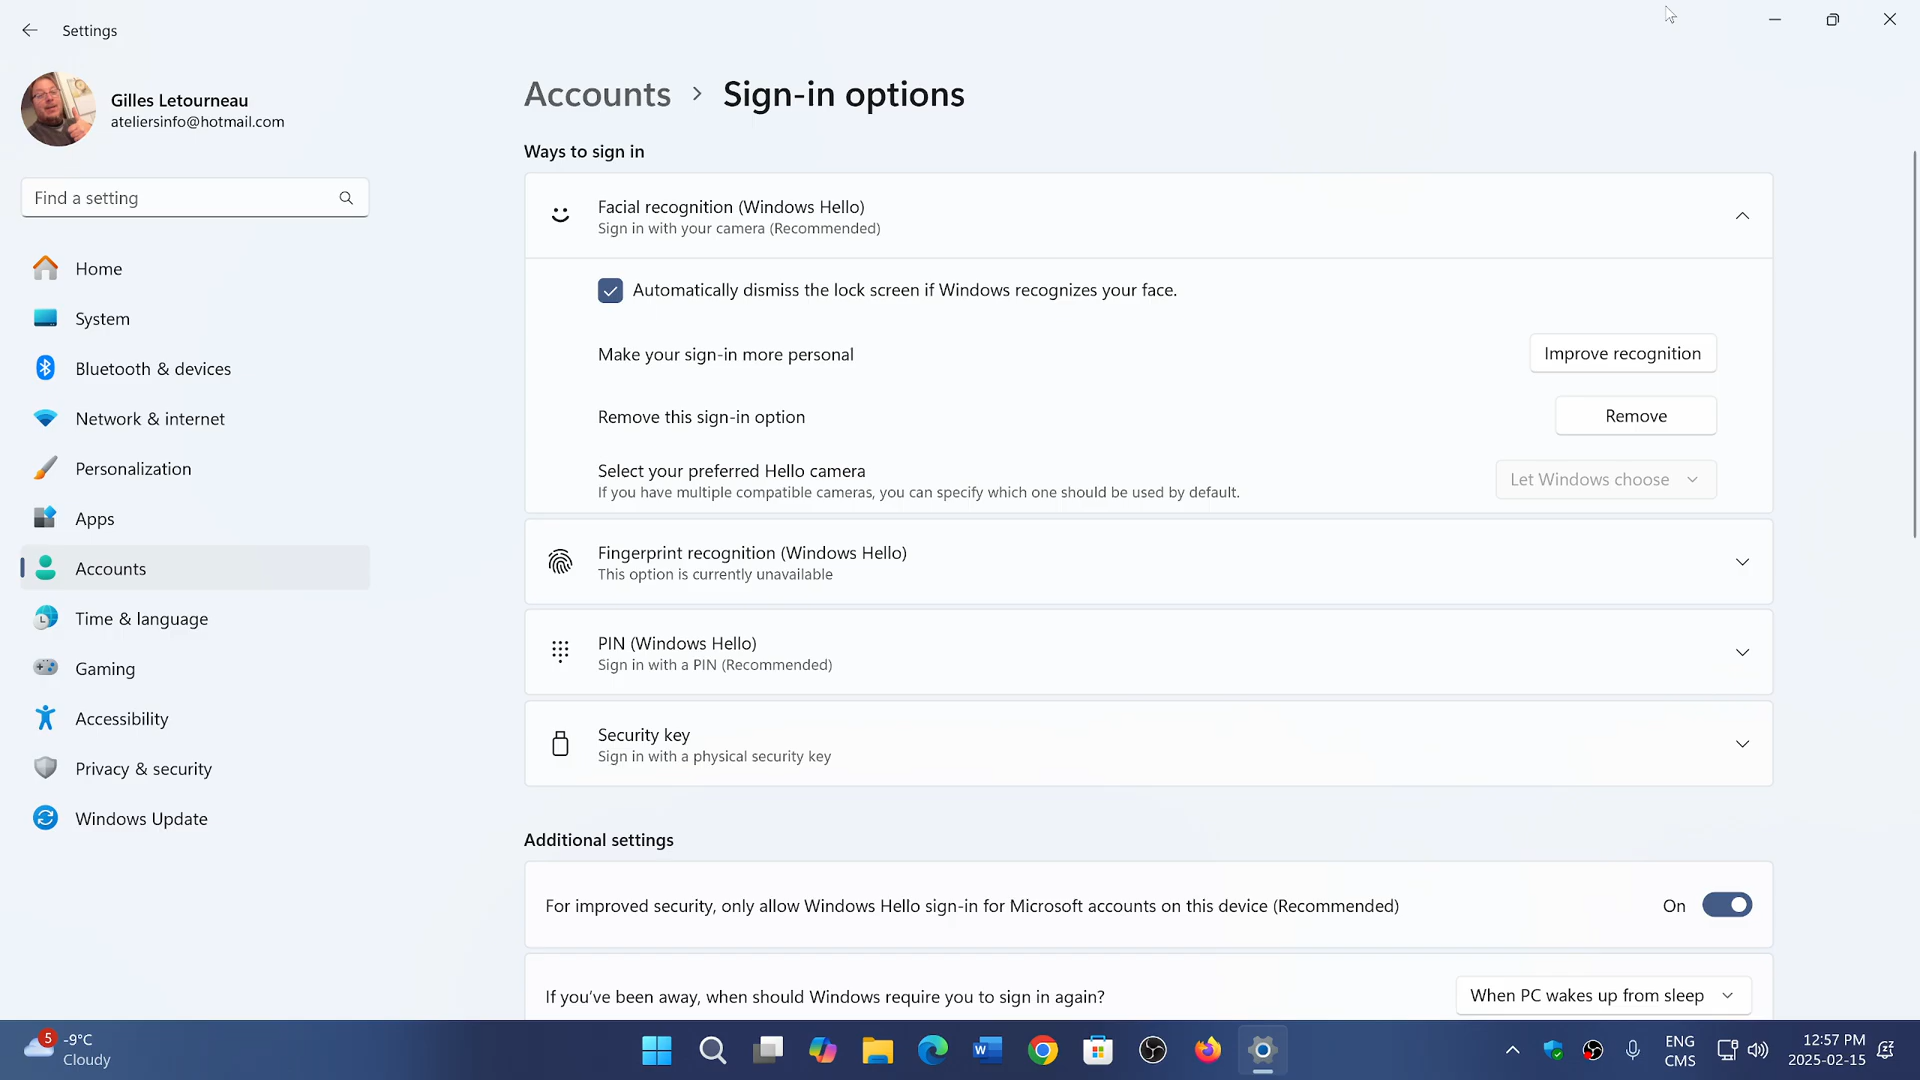 Settings
Gilles Letourneau
ateliersinfo@hotmail.com
Find a setting
Home
System
Bluetooth & devices
Network & internet
Personalization
Apps
Accounts
Time & language
Gaming
Accessibility
Privacy & security
Windows Update
Accounts > Sign-in options
Ways to sign in
Facial recognition (Windows Hello)
Sign in with your camera (Recommended)
Automatically dismiss the lock screen if Windows recognizes your face.
Make your sign-in more personal
Improve recognition
Remove this sign-in option
Remove
Select your preferred Hello camera
If you have multiple compatible cameras, you can specify which one should be used by default.
Let Windows choose
Fingerprint recognition (Windows Hello)
This option is currently unavailable
PIN (Windows Hello)
Sign in with a PIN (Recommended)
Security key
Sign in with a physical security key
Additional settings
For improved security, only allow Windows Hello sign-in for Microsoft accounts on this device (Recommended)
On
If you've been away, when should Windows require you to sign in again?
When PC wakes up from sleep
5
-9°C
Cloudy
W
ENG
CMS
12:57 PM
2025-02-15